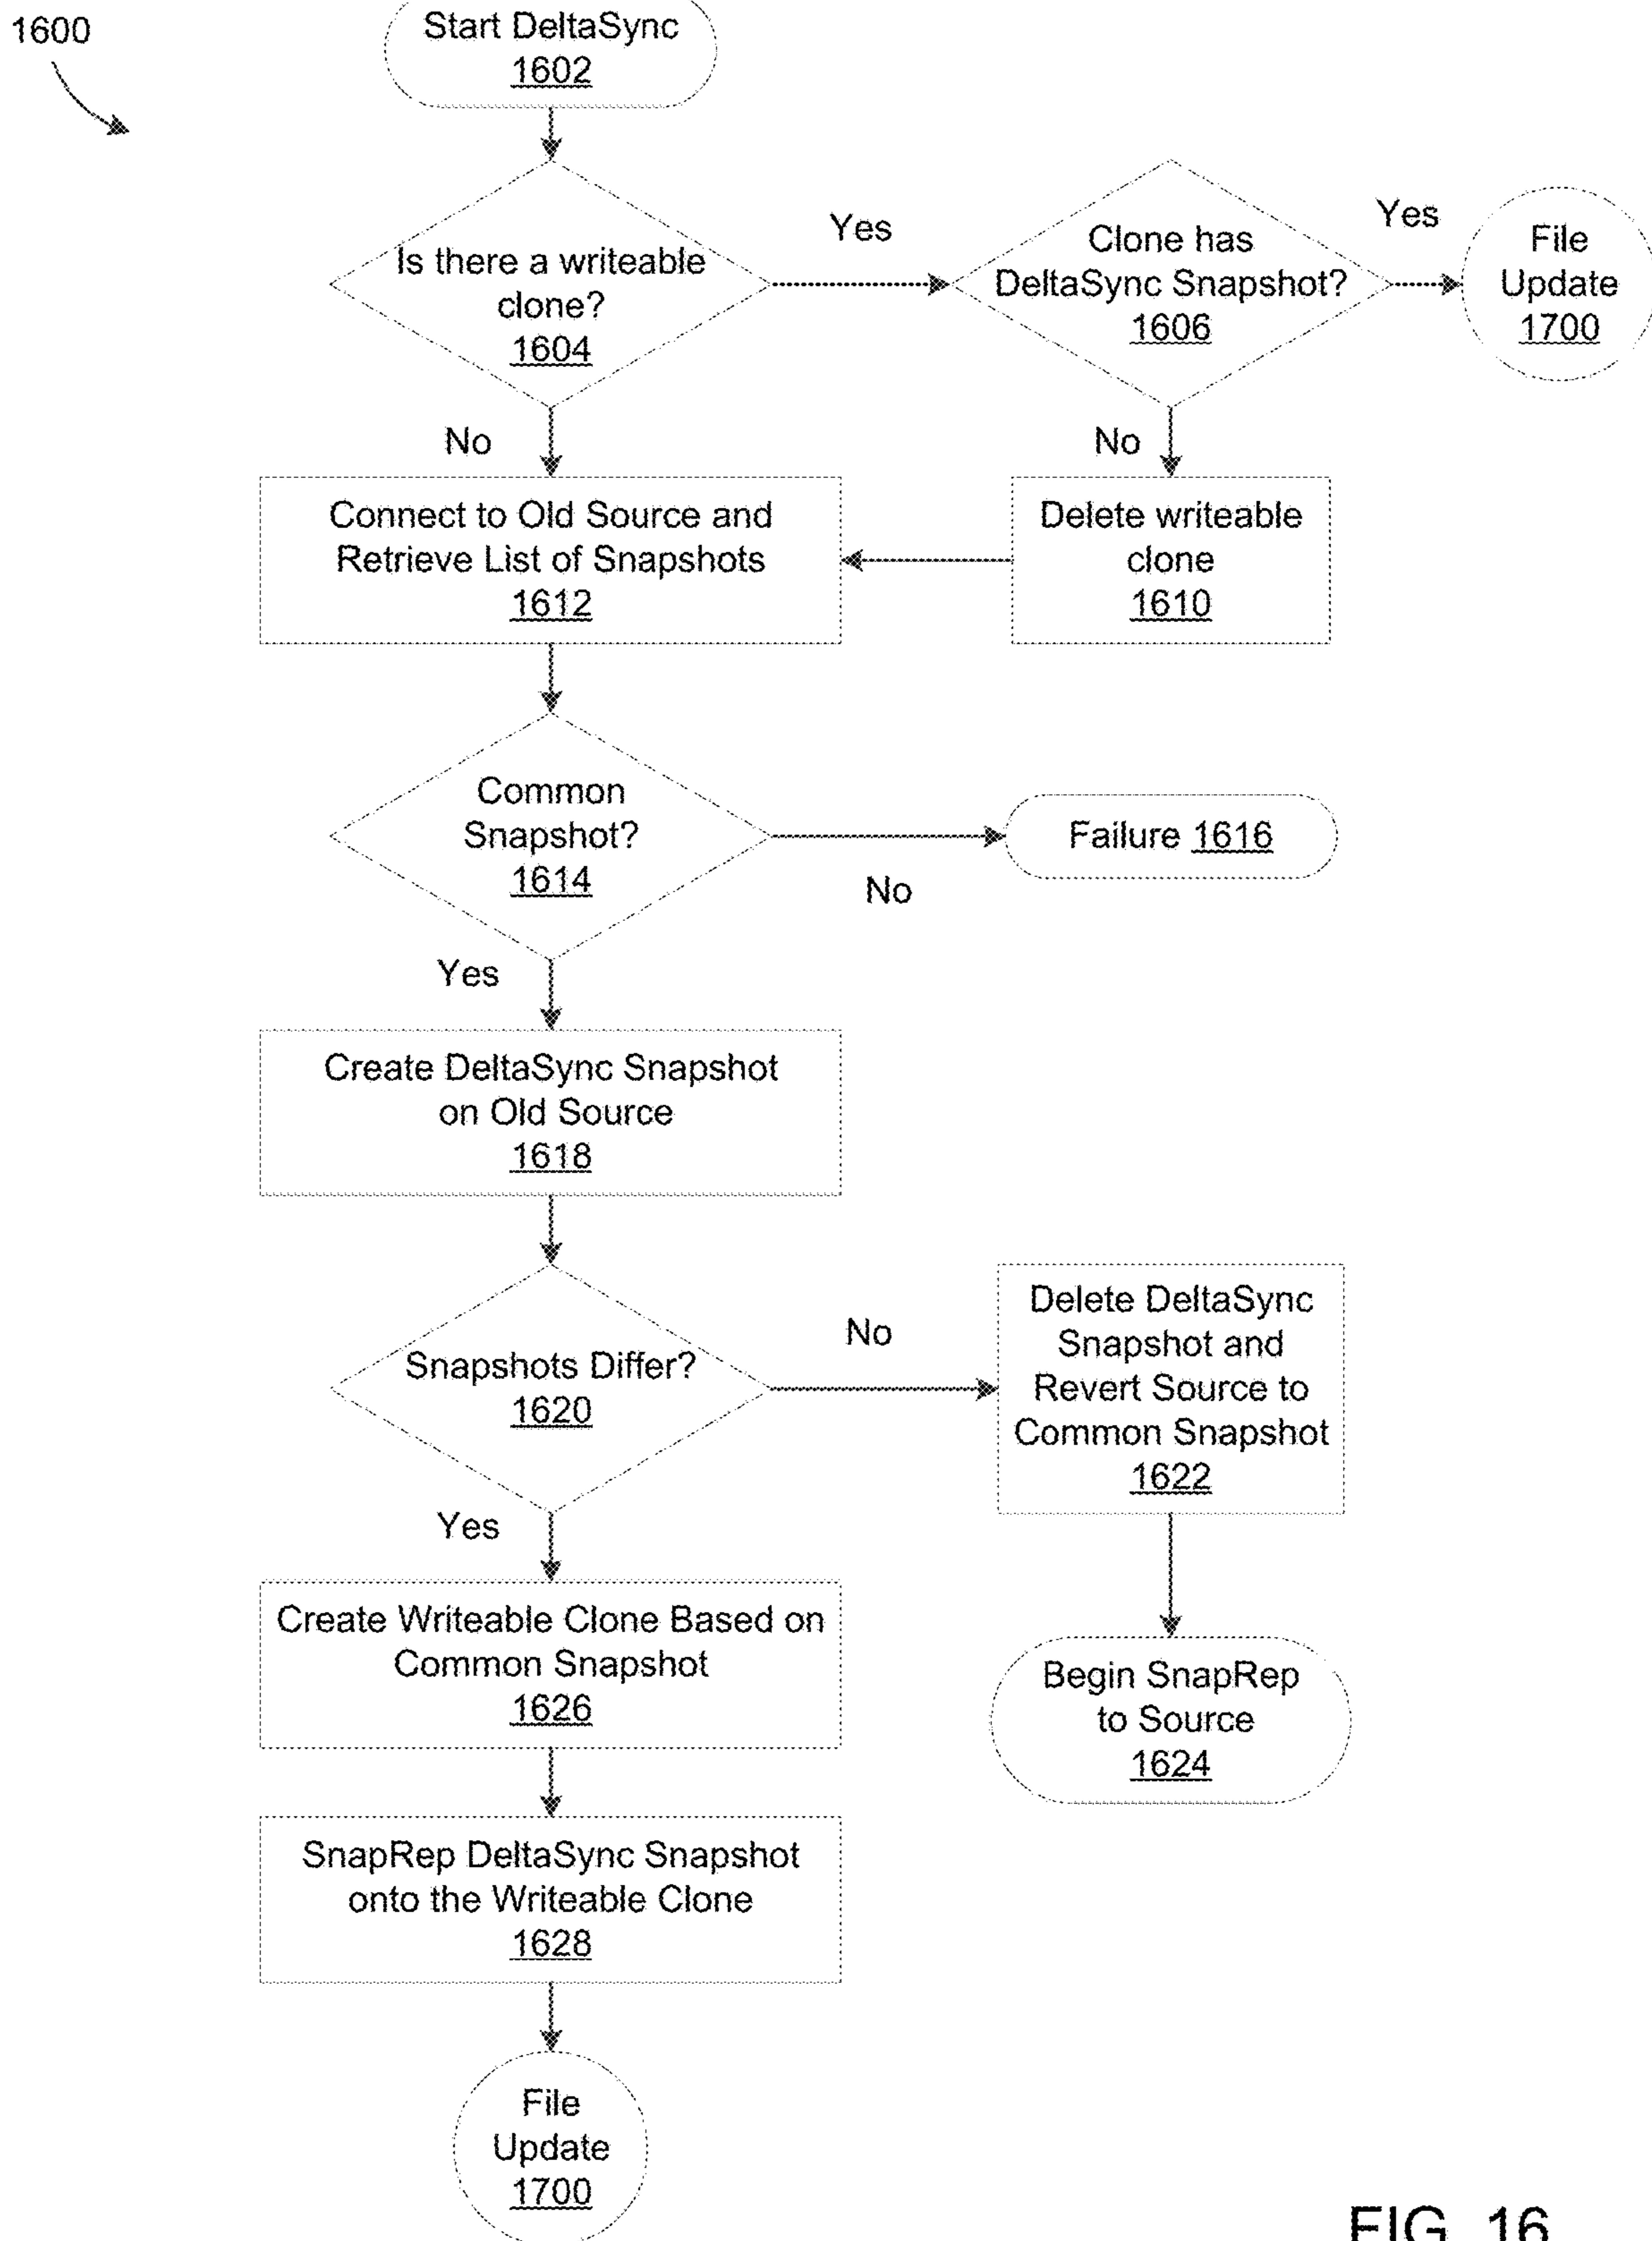 1600
Start DeltaSync
1602
Is there a writeable
clone?
1604
Yes
Clone has
DeltaSync Snapshot?
1606
Yes
File
Update
1700
No
No
Connect to Old Source and
Retrieve List of Snapshots
1612
Delete writeable
clone
1610
Common
Snapshot?
1614
No
Failure 1616
Yes
Create DeltaSync Snapshot
on Old Source
1618
Snapshots Differ?
1620
No
Delete DeltaSync
Snapshot and
Revert Source to
Common Snapshot
1622
Yes
Create Writeable Clone Based on
Common Snapshot
1626
Begin SnapRep
to Source
1624
SnapRep DeltaSync Snapshot
onto the Writeable Clone
1628
File
Update
1700
FIG. 16